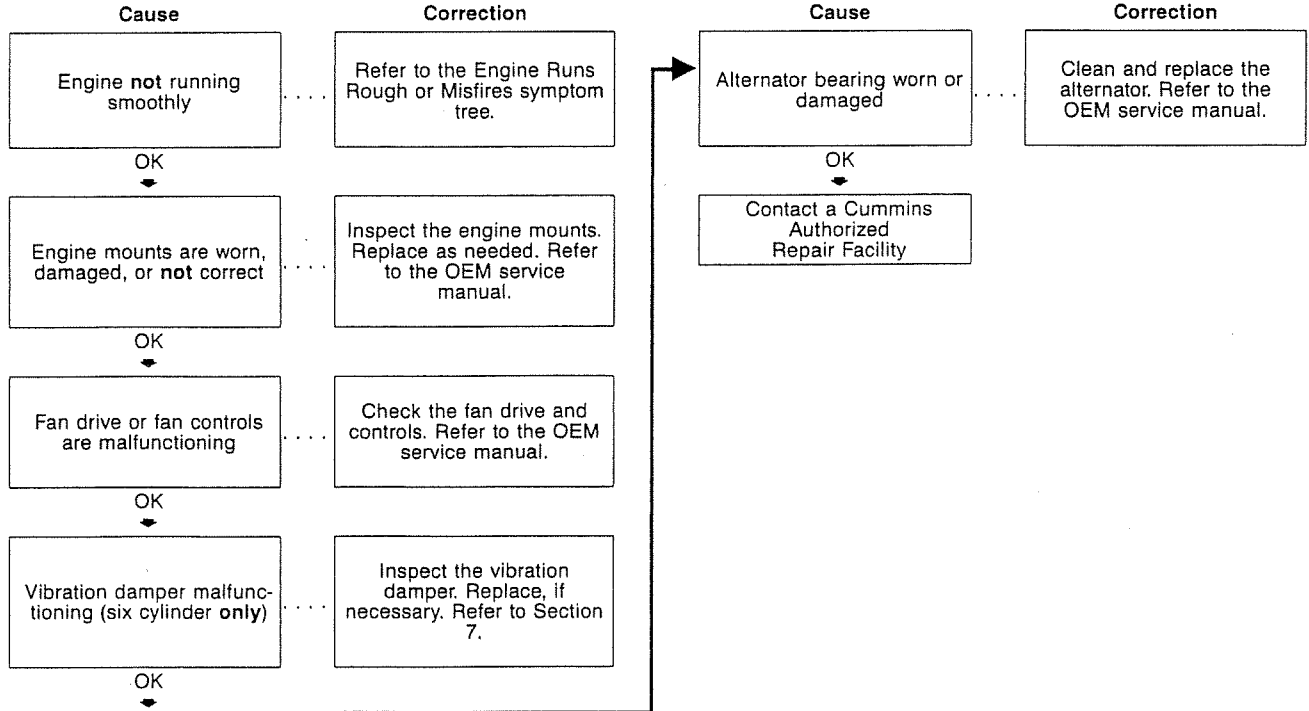 Cause
Correction
Engine not running
smoothly
. . . .
Refer to the Engine Runs
Rough or Misfires symptom
tree.
OK
Engine mounts are worn,
damaged, or not correct
. . . .
Inspect the engine mounts.
Replace as needed. Refer
to the OEM service
manual.
OK
Fan drive or fan controls
are malfunctioning
. . . .
Check the fan drive and
controls. Refer to the OEM
service manual.
OK
Vibration damper malfunc-
tioning (six cylinder only)
. . . .
Inspect the vibration
damper. Replace, if
necessary. Refer to Section
7.
OK
Cause
Correction
Alternator bearing worn or
damaged
. . . .
Clean and replace the
alternator. Refer to the
OEM service manual.
OK
Contact a Cummins
Authorized
Repair Facility